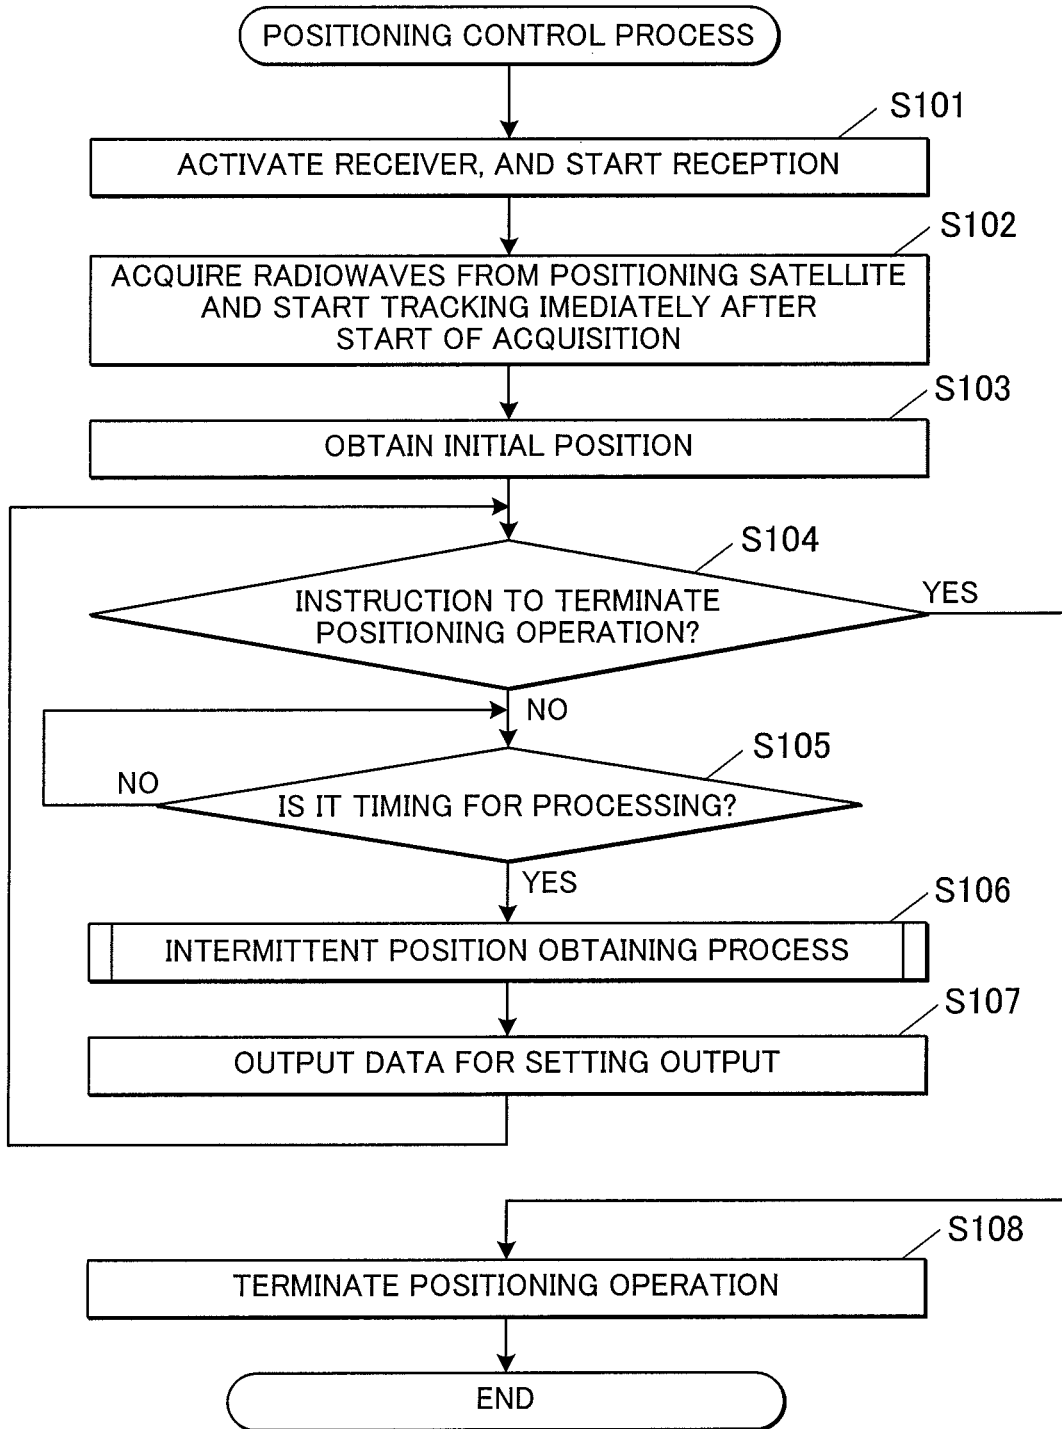 POSITIONING CONTROL PROCESS
S101
ACTIVATE RECEIVER, AND START RECEPTION
S102
ACQUIRE RADIOWAVES FROM POSITIONING SATELLITE
AND START TRACKING IMEDIATELY AFTER
START OF ACQUISITION
S103
OBTAIN INITIAL POSITION
S104
INSTRUCTION TO TERMINATE
POSITIONING OPERATION?
YES
NO
S105
IS IT TIMING FOR PROCESSING?
NO
YES
S106
INTERMITTENT POSITION OBTAINING PROCESS
S107
OUTPUT DATA FOR SETTING OUTPUT
S108
TERMINATE POSITIONING OPERATION
END